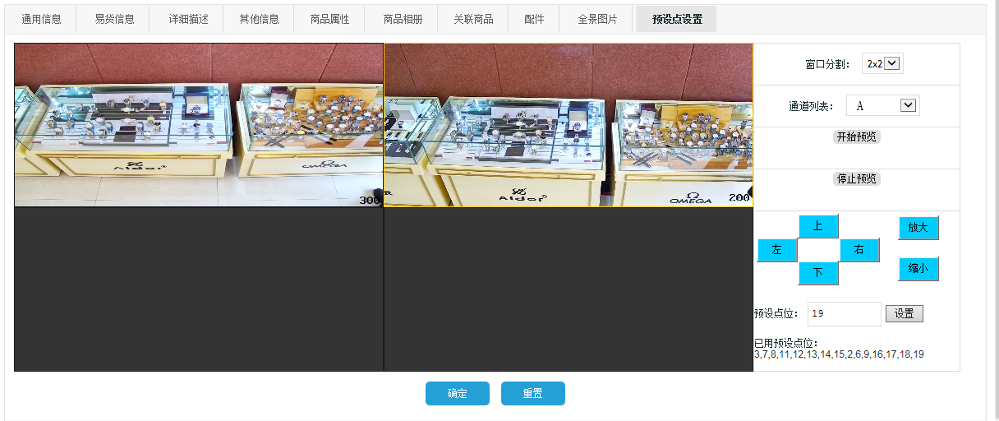 通用信息 易货信息 详细描述 其他信息 商品属性 商品相册 关联商品 配件 全景图片 预设点设置
窗口分割： 2x2
通道列表： A
开始预览
停止预览
Aldor®
OMEGA
300
Aldor®
OMEGA
200
上
放大
左 右
下
缩小
预设点位： 19 设置
已用预设点位：
3,7,8,11,12,13,14,15,2,6,9,16,17,18,19
确定 重置